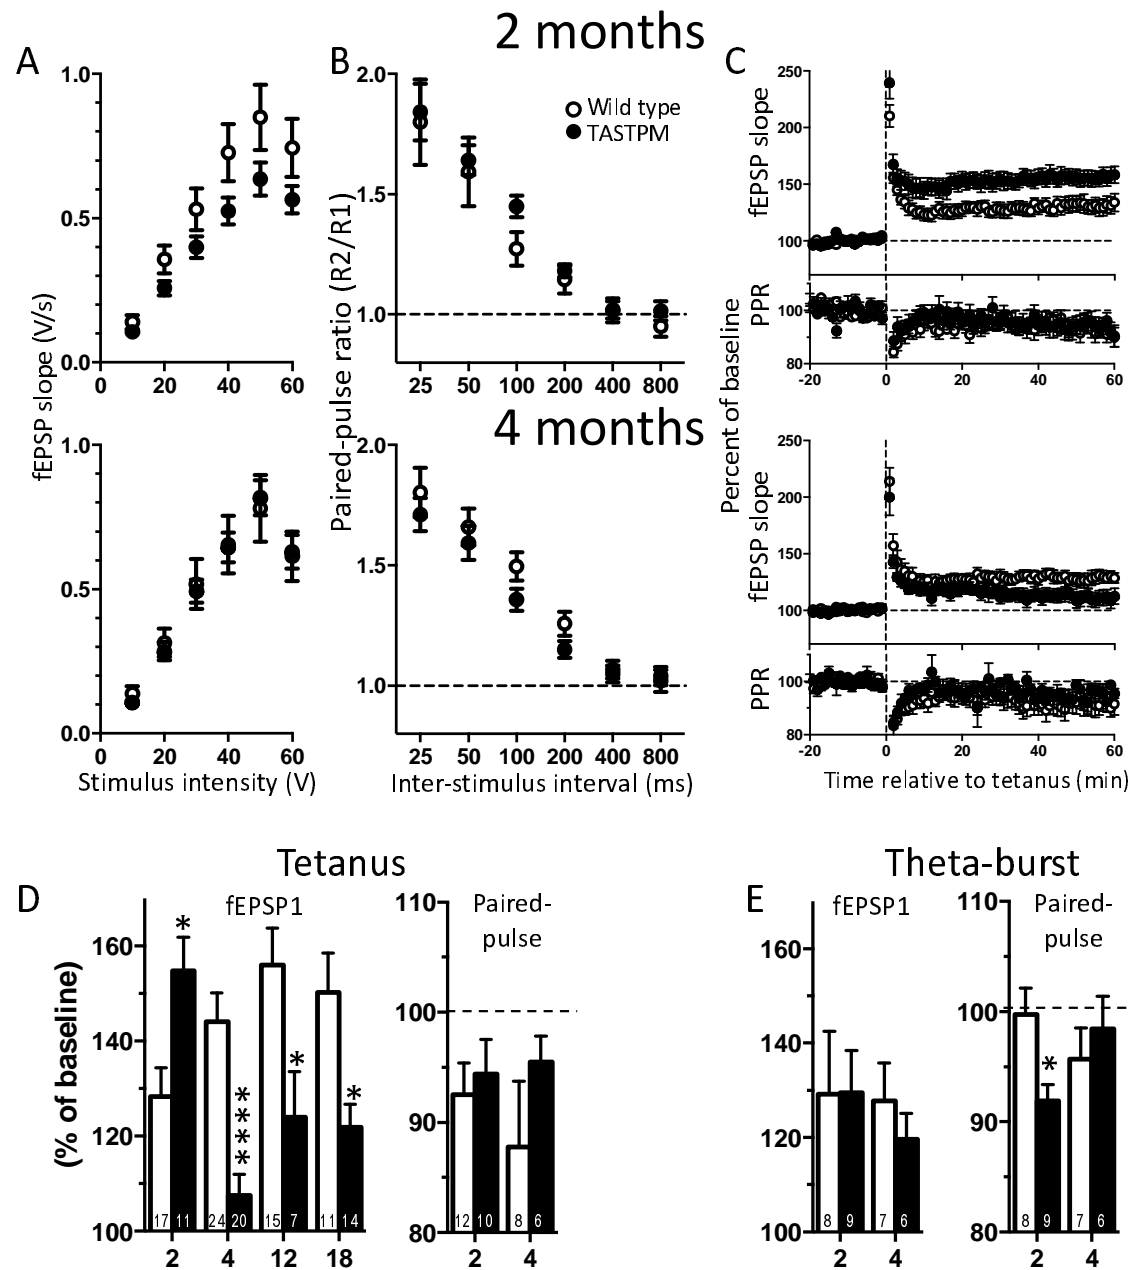 2 months
A
B
C
fEPSP slope (V/s)
1.0
0.5
0.0
0 20 40 60
Paired-pulse ratio (R2/R1)
2.0
1.5
1.0
25 50 100 200 400 800
Wild type
TASTPM
Percent of baseline
fEPSP slope
250
200
150
100
PPR
100
80
-20 0 20 40 60
4 months
1.0
0.5
0.0
0 20 40 60
Stimulus intensity (V)
2.0
1.5
1.0
25 50 100 200 400 800
Inter-stimulus interval (ms)
fEPSP slope
250
200
150
100
PPR
100
80
-20 0 20 40 60
Time relative to tetanus (min)
Tetanus
Theta-burst
D
fEPSP1
(% of baseline)
160
140
120
100
*
****
*
*
17 11 24 20 15 7 11 14
2 4 12 18
Paired-
pulse
110
100
90
80
12 10 8 6
2 4
E
fEPSP1
160
140
120
100
8 9 7 6
2 4
Paired-
pulse
110
100
90
80
*
8 9 7 6
2 4